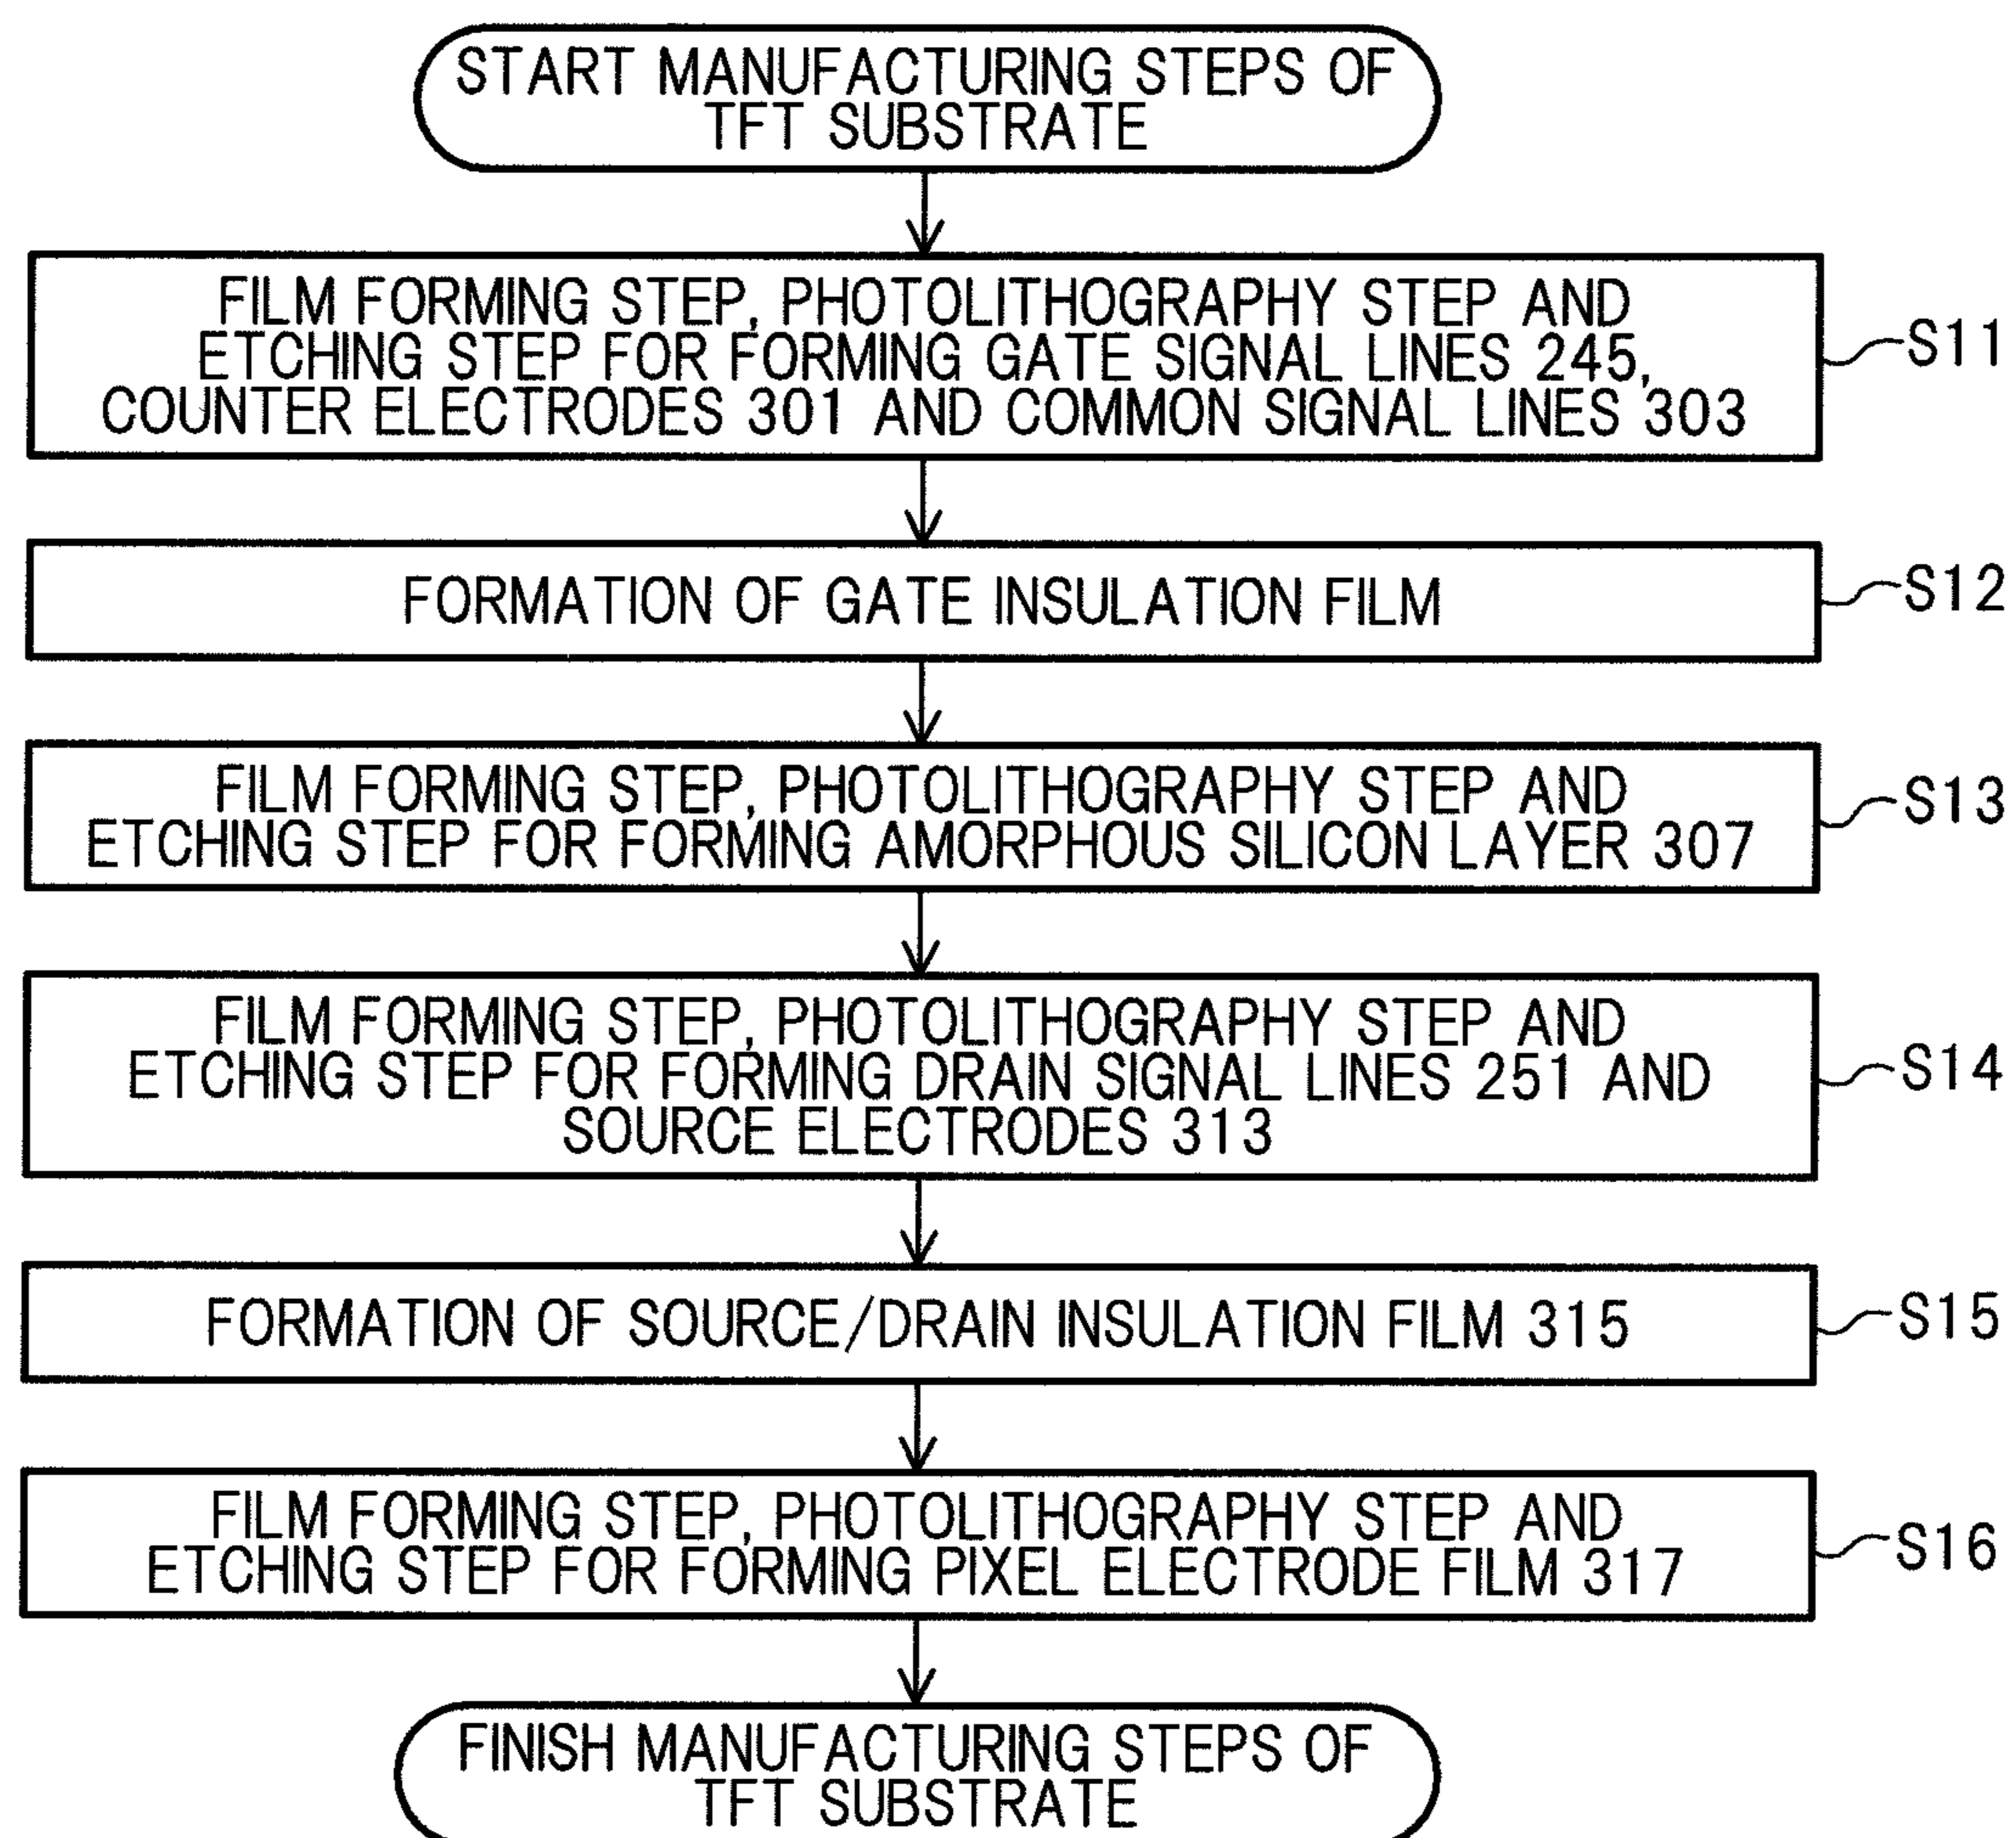 START MANUFACTURING STEPS OF
TFT SUBSTRATE
FILM FORMING STEP, PHOTOLITHOGRAPHY STEP AND
ETCHING STEP FOR FORMING GATE SIGNAL LINES 245,
COUNTER ELECTRODES 301 AND COMMON SIGNAL LINES 303
S11
FORMATION OF GATE INSULATION FILM
S12
FILM FORMING STEP, PHOTOLITHOGRAPHY STEP AND
ETCHING STEP FOR FORMING AMORPHOUS SILICON LAYER 307
S13
FILM FORMING STEP, PHOTOLITHOGRAPHY STEP AND
ETCHING STEP FOR FORMING DRAIN SIGNAL LINES 251 AND
SOURCE ELECTRODES 313
S14
FORMATION OF SOURCE/DRAIN INSULATION FILM 315
S15
FILM FORMING STEP, PHOTOLITHOGRAPHY STEP AND
ETCHING STEP FOR FORMING PIXEL ELECTRODE FILM 317
S16
FINISH MANUFACTURING STEPS OF
TFT SUBSTRATE